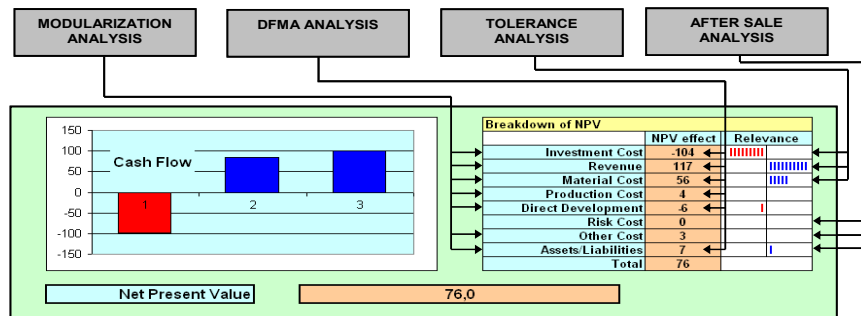 MODULARIZATION
ANALYSIS
DFMA ANALYSIS
TOLERANCE
ANALYSIS
AFTER SALE
ANALYSIS
150
100
50
0
-50
-100
-150
Cash Flow
1 2 3
Breakdown of NPV
NPV effect Relevance
Investment Cost -104
Revenue 117
Material Cost 56
Production Cost 4
Direct Development -6
Risk Cost 0
Other Cost 3
Assets/Liabilities 7
Total 76
Net Present Value 76,0